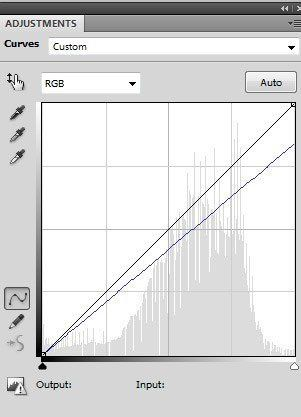 ADJUSTMENTS
Curves Custom
RGB Auto
Output: Input: